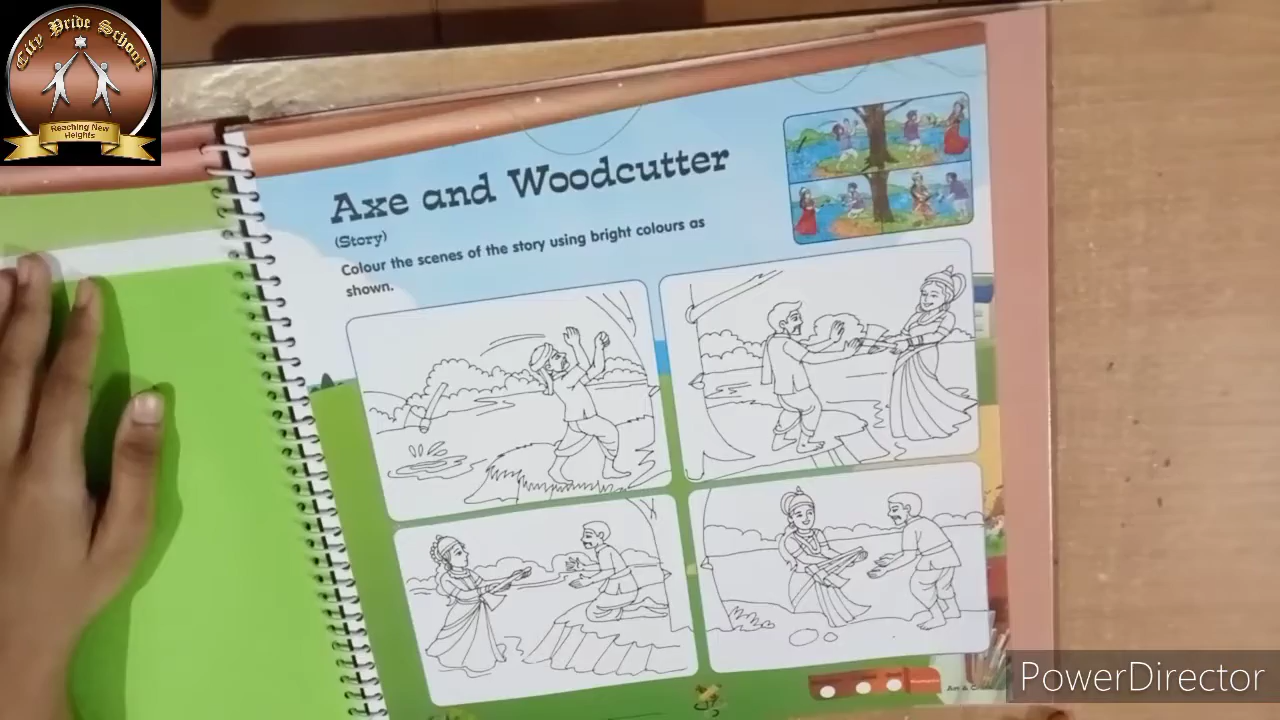 City Pride School
Reaching New
Heights
Axe and Woodcutter
(Story)
Colour the scenes of the story using bright colours as
shown.
PowerDirector